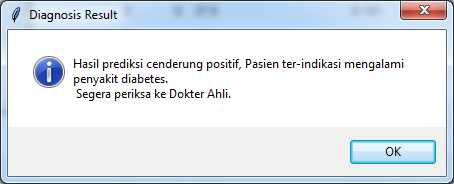 Diagnosis Result
Hasil prediksi cenderung positif, Pasien ter-indikasi mengalami
penyakit diabetes.
Segera periksa ke Dokter Ahli.
OK